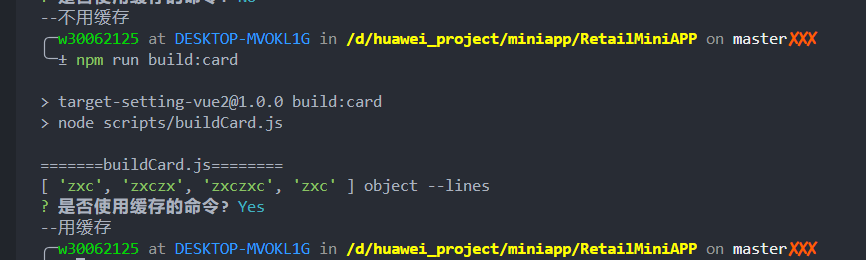 ? 是否使用缓存的命令? No
--不用缓存
w30062125 at DESKTOP-MVOKL1G in /d/huawei_project/miniapp/RetailMiniAPP on master✗✗✗
± npm run build:card
> target-setting-vue2@1.0.0 build:card
> node scripts/buildCard.js
=======buildCard.js========
[ 'zxc', 'zxczx', 'zxczxc', 'zxc' ] object --lines
? 是否使用缓存的命令? Yes
--用缓存
w30062125 at DESKTOP-MVOKL1G in /d/huawei_project/miniapp/RetailMiniAPP on master✗✗✗